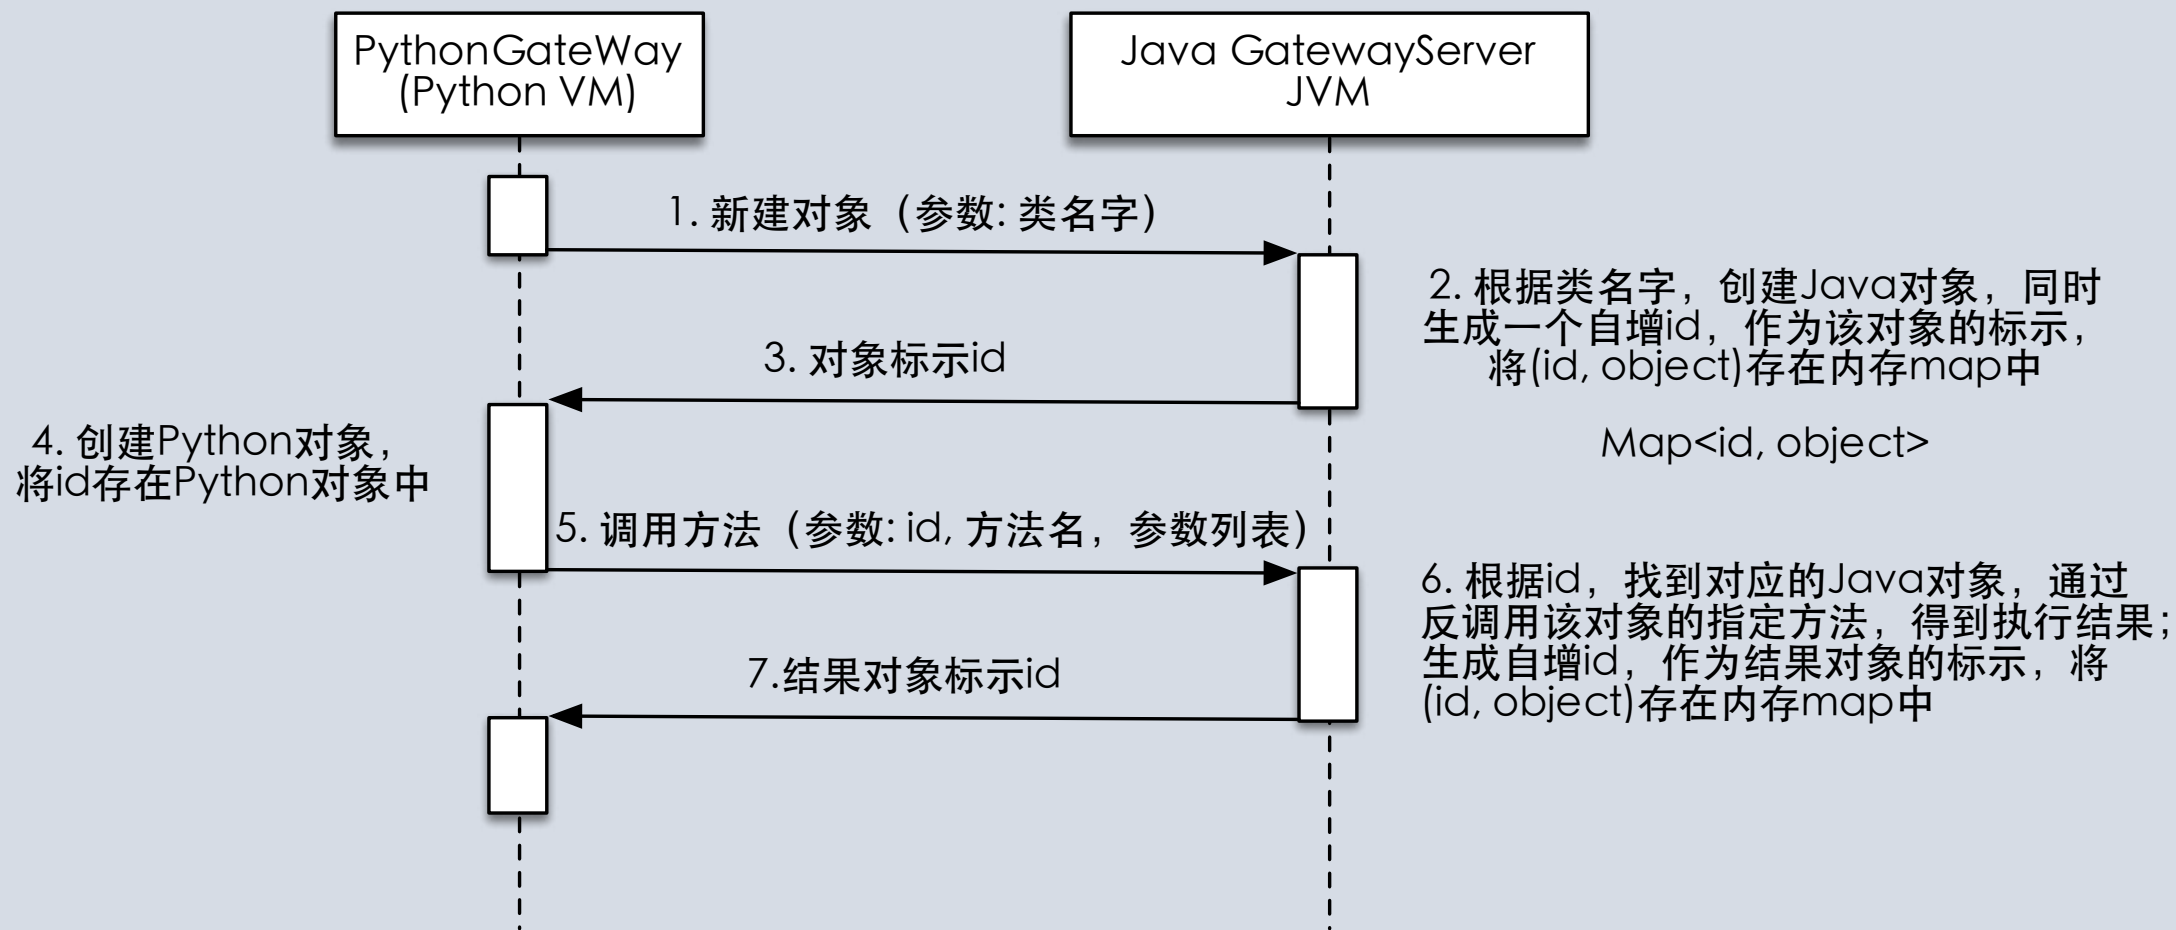 PythonGateWay
(Python VM)
Java GatewayServer
JVM
1. 新建对象（参数: 类名字）
2. 根据类名字，创建Java对象，同时
生成一个自增id，作为该对象的标示，
将(id, object)存在内存map中
3. 对象标示id
Map<id, object>
4. 创建Python对象，
将id存在Python对象中
5. 调用方法（参数: id, 方法名，参数列表）
6. 根据id，找到对应的Java对象，通过
反调用该对象的指定方法，得到执行结果；
生成自增id，作为结果对象的标示，将
(id, object)存在内存map中
7.结果对象标示id